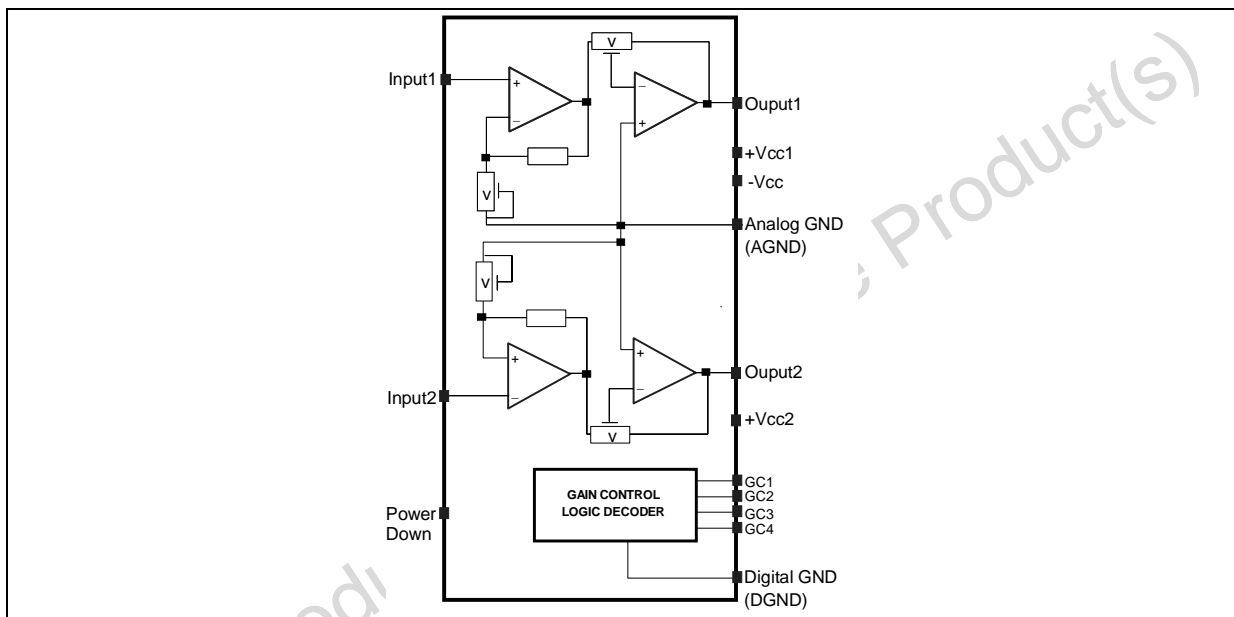 Input1
V
+
−
−
+
Ouput1
+Vcc1
-Vcc
V
Analog GND
(AGND)
V
+
−
+
−
Ouput2
Input2
V
+Vcc2
GAIN CONTROL
LOGIC DECODER
GC1
GC2
GC3
GC4
Power
Down
Digital GND
(DGND)
Product(s)